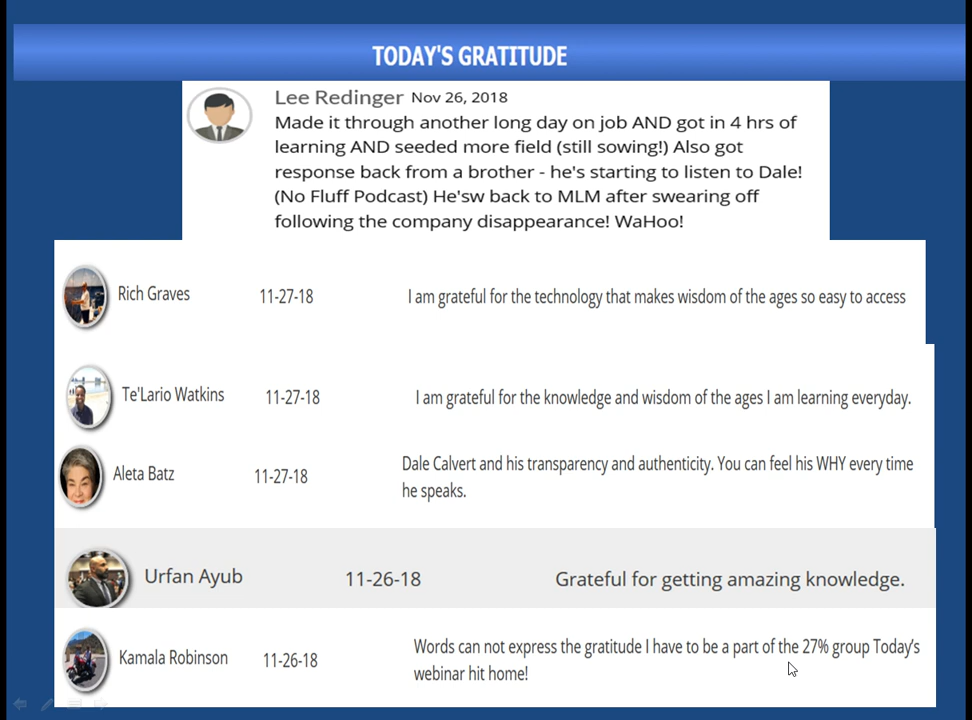 TODAY'S GRATITUDE
Lee Redinger Nov 26, 2018
Made it through another long day on job AND got in 4 hrs of
learning AND seeded more field (still sowing!) Also got
response back from a brother - he's starting to listen to Dale!
(No Fluff Podcast) He'sw back to MLM after swearing off
following the company disappearance! WaHoo!
Rich Graves 11-27-18 I am grateful for the technology that makes wisdom of the ages so easy to access
Te'Lario Watkins 11-27-18 I am grateful for the knowledge and wisdom of the ages I am learning everyday.
Aleta Batz 11-27-18 Dale Calvert and his transparency and authenticity. You can feel his WHY every time
he speaks.
Urfan Ayub 11-26-18 Grateful for getting amazing knowledge.
Kamala Robinson 11-26-18 Words can not express the gratitude I have to be a part of the 27% group Today's
webinar hit home!